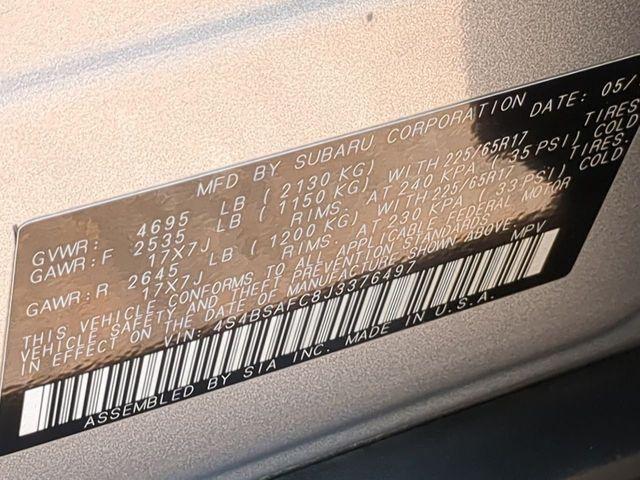 MFD BY SUBARU CORPORATION DATE: 05/
GVWR: 4695 LB ( 2130 KG)
GAWR:F 2535 LB ( 1150 KG) WITH 225/65R17 TIRES
17X7J RIMS. AT 240 KPA ( 35 PSI) COLD
GAWR:R 2645 LB ( 1200 KG) WITH 225/65R17 TIRES.
17X7J RIMS. AT 230 KPA ( 33 PSI) COLD
THIS VEHICLE CONFORMS TO ALL APPLICABLE FEDERAL MOTOR
VEHICLE SAFETY AND THEFT PREVENTION STANDARDS
IN EFFECT ON THE DATE OF MANUFACTURE SHOWN ABOVE.
VIN: 4S4BSAFC8J3376497 MPV
ASSEMBLED BY SIA INC. MADE IN U.S.A.